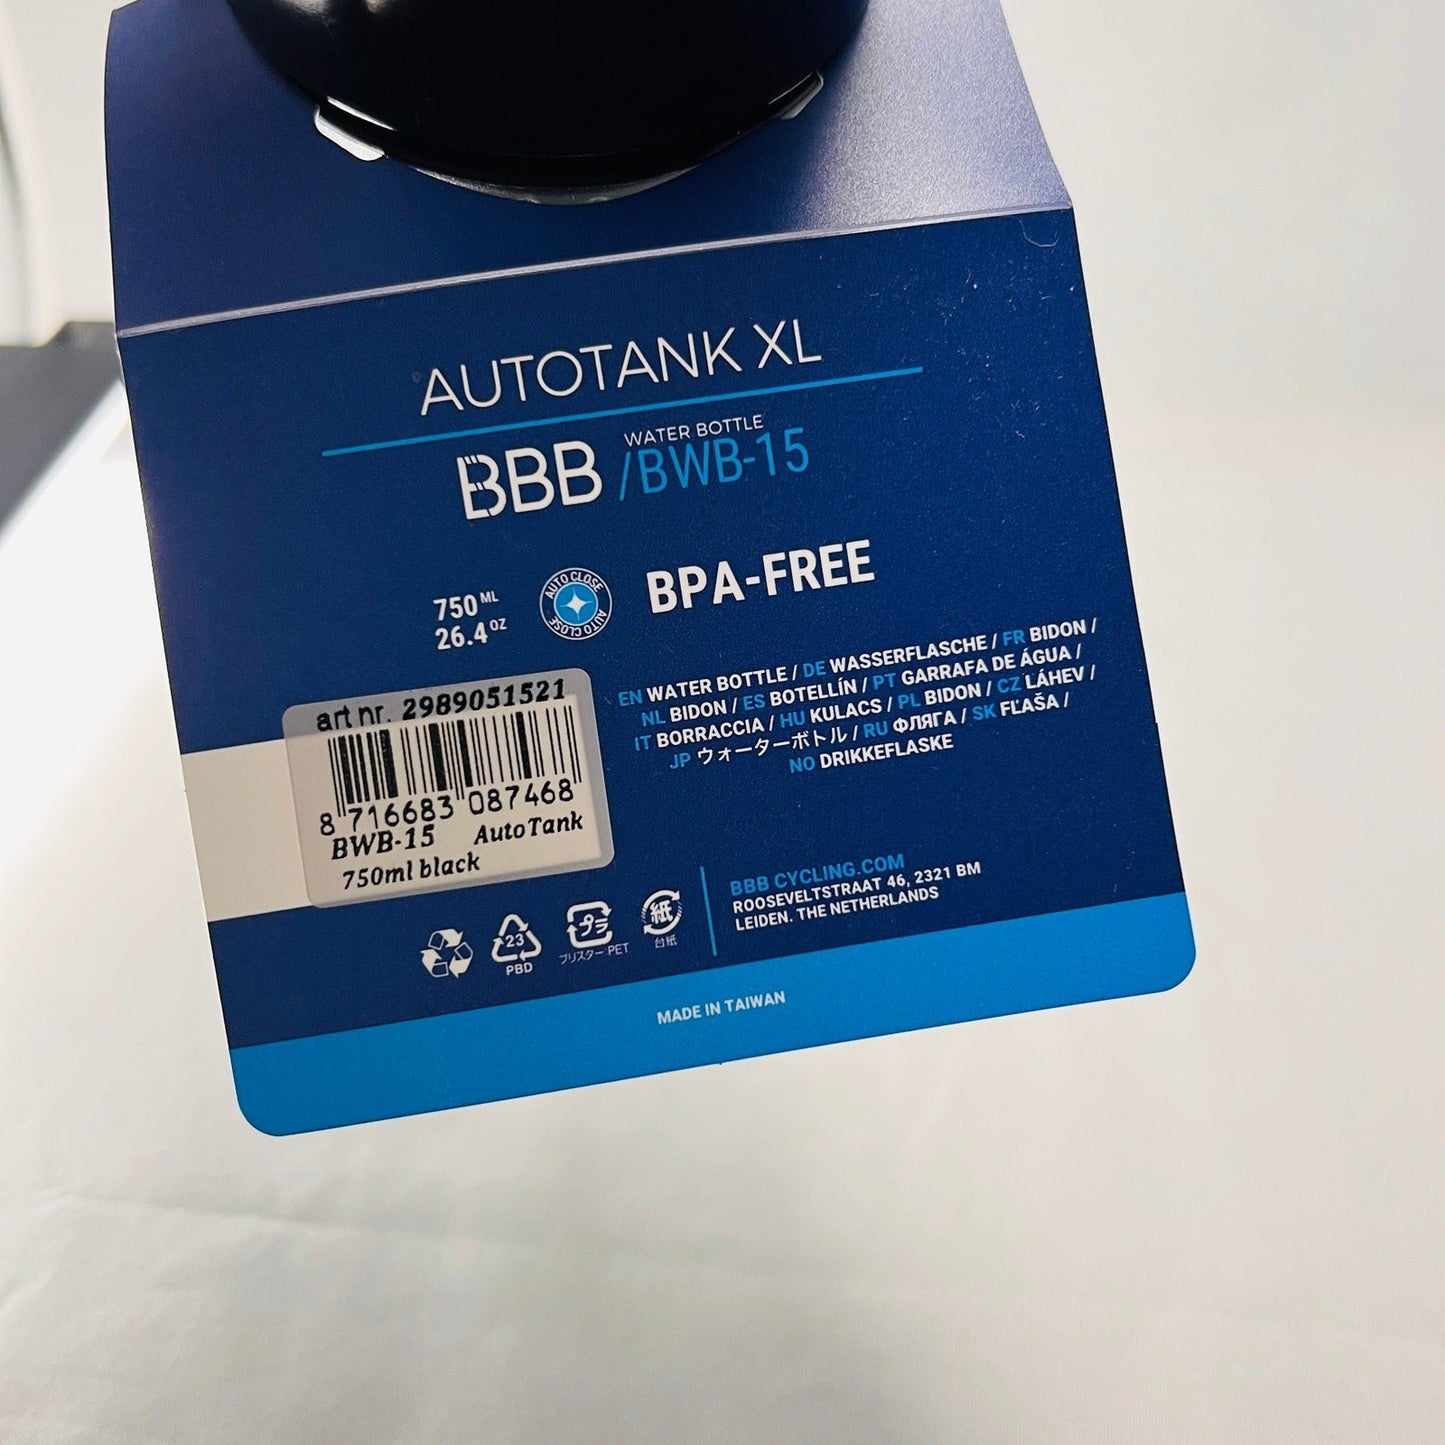 AUTOTANK XL
WATER BOTTLE
BBB /BWB-15
750 ML
26.4 OZ
AUTO CLOSE
AUTO CLOSE
BPA-FREE
EN WATER BOTTLE / DE WASSERFLASCHE / FR BIDON /
NL BIDON / ES BOTELLÍN / PT GARRAFA DE ÁGUA /
IT BORRACCIA / HU KULACS / PL BIDON / CZ LÁHEV /
JP ウォーターボトル / RU ФЛЯГА / SK FĽAŠA /
NO DRIKKEFLASKE
art nr. 2989051521
8 716683 087468
BWB-15 AutoTank
750ml black
23
PBD
プラ
ブリスター・PET
紙
台紙
BBB CYCLING.COM
ROOSEVELTSTRAAT 46, 2321 BM
LEIDEN. THE NETHERLANDS
MADE IN TAIWAN